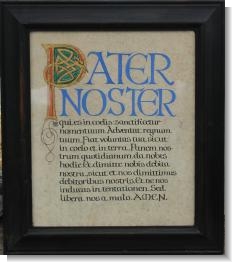 PATER
NOSTER
qui es in coelis: sanctificetur
nomen tuum. Adveniat regnum
tuum. Fiat voluntas tua, sicut
in coelo et in terra. Panem nos-
trum quotidianum da nobis
hodie. Et dimitte nobis debita
nostra, sicut et nos dimittimus
debitoribus nostris. Et ne nos
inducas in tentationem. Sed
libera nos a malo. AMEN.